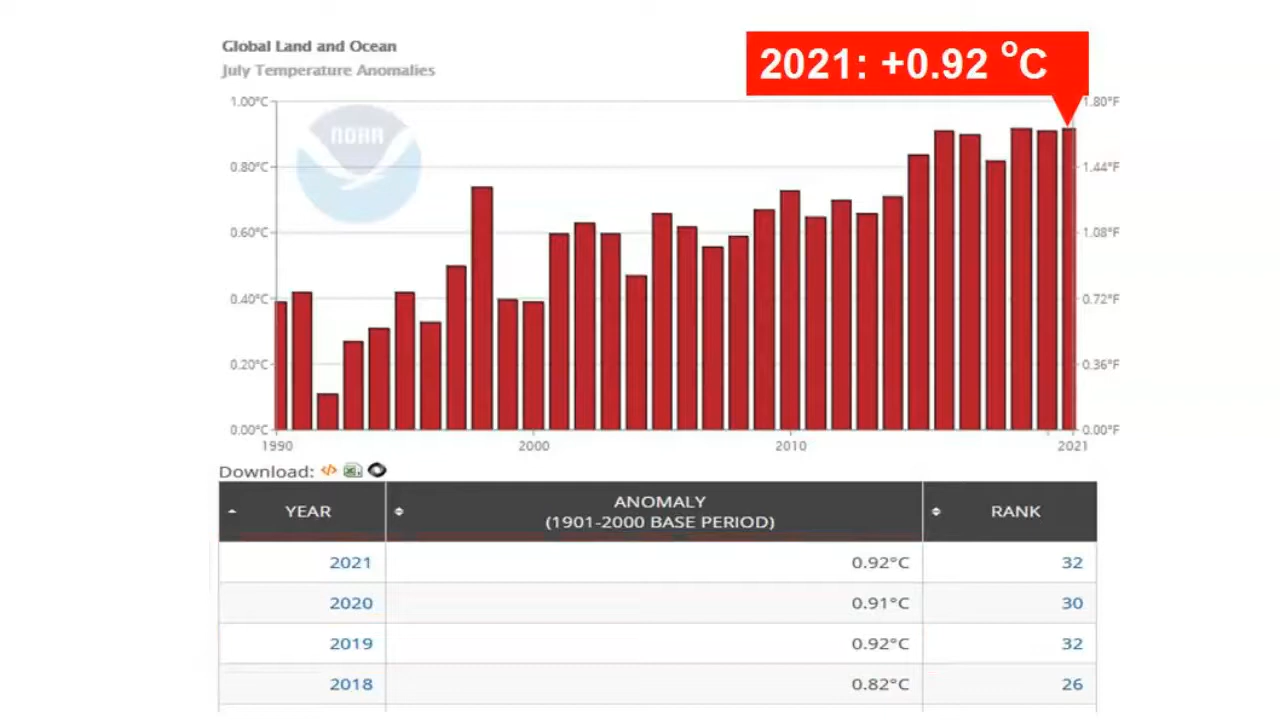 Global Land and Ocean
July Temperature Anomalies
2021: +0.92 °C
1.00°C
0.80°C
0.60°C
0.40°C
0.20°C
0.00°C
1.80°F
1.44°F
1.08°F
0.72°F
0.36°F
0.00°F
NOAA
1990 2000 2010 2021
Download:
YEAR ANOMALY RANK
(1901-2000 BASE PERIOD)
2021 0.92°C 32
2020 0.91°C 30
2019 0.92°C 32
2018 0.82°C 26